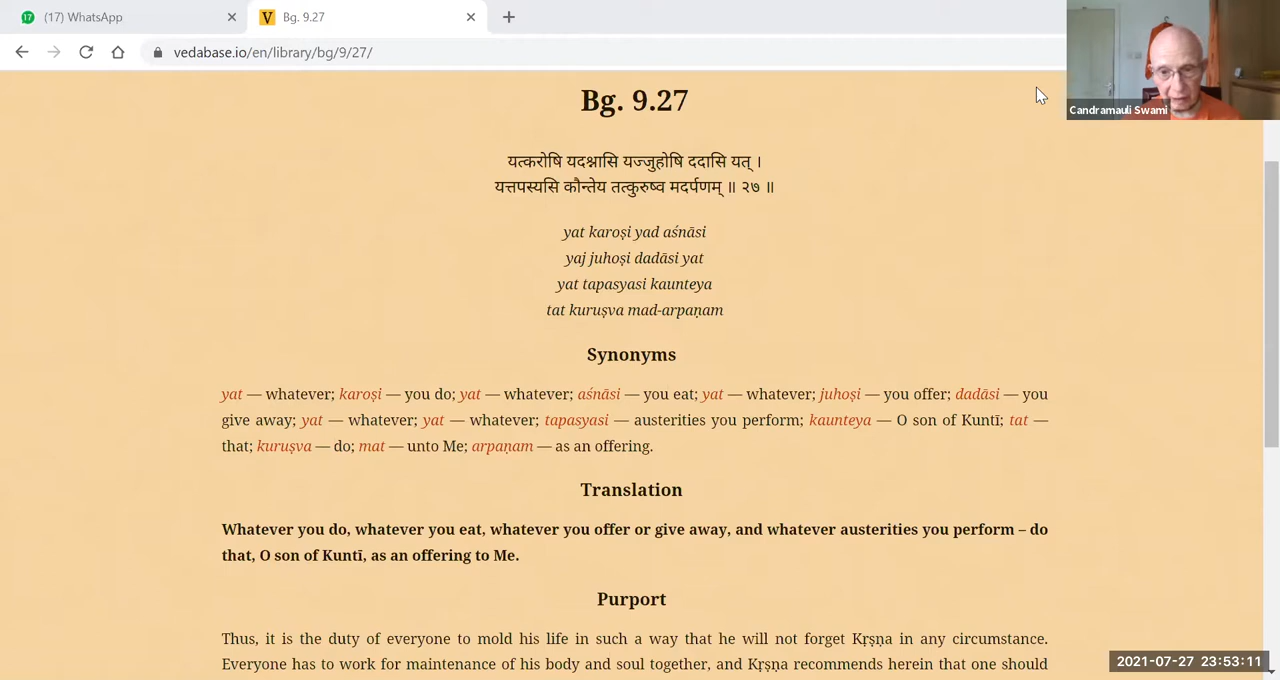 (17) WhatsApp
Bg. 9.27
vedabase.io/en/library/bg/9/27/
Candramauli Swami
Bg. 9.27
यत्करोषि यदश्नासि यज्जुहोषि ददासि यत् ।
यत्तपस्यसि कौन्तेय तत्कुरुष्व मदर्पणम् ॥ २७ ॥
yat karoṣi yad aśnāsi
yaj juhoṣi dadāsi yat
yat tapasyasi kaunteya
tat kuruṣva mad-arpaṇam
Synonyms
yat — whatever; karoṣi — you do; yat — whatever; aśnāsi — you eat; yat — whatever; juhoṣi — you offer; dadāsi — you
give away; yat — whatever; yat — whatever; tapasyasi — austerities you perform; kaunteya — O son of Kuntī; tat —
that; kuruṣva — do; mat — unto Me; arpaṇam — as an offering.
Translation
Whatever you do, whatever you eat, whatever you offer or give away, and whatever austerities you perform – do
that, O son of Kuntī, as an offering to Me.
Purport
Thus, it is the duty of everyone to mold his life in such a way that he will not forget Kṛṣṇa in any circumstance.
Everyone has to work for maintenance of his body and soul together, and Kṛṣṇa recommends herein that one should
2021-07-27 23:53:11